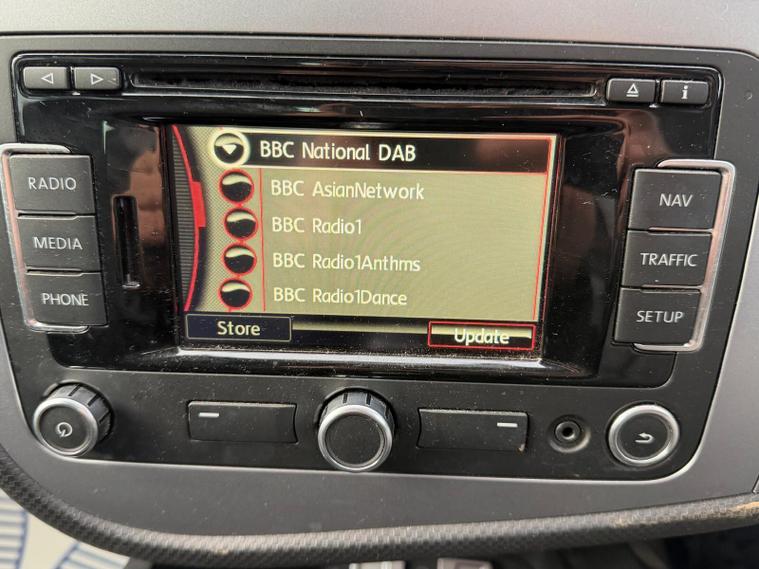 i
BBC National DAB
RADIO
BBC AsianNetwork
NAV
BBC Radio1
MEDIA
BBC Radio1Anthms
TRAFFIC
PHONE
BBC Radio1Dance
SETUP
Store
Update